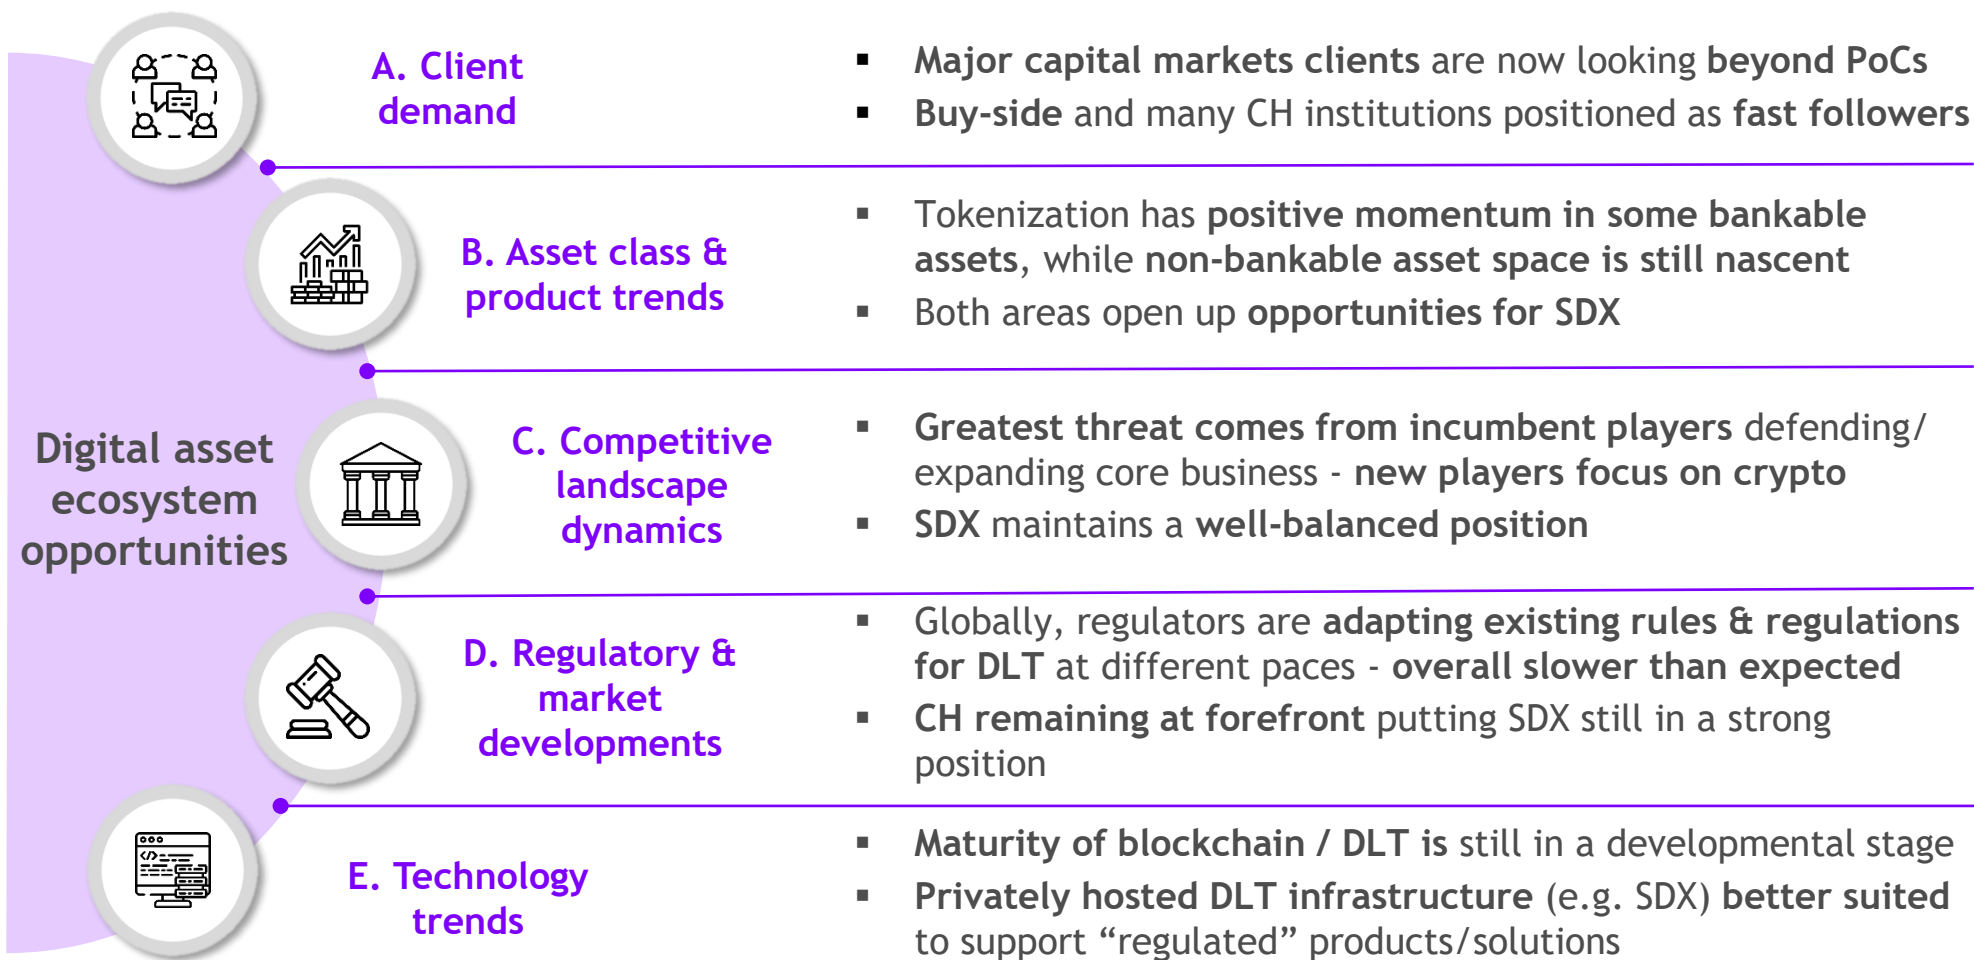 Digital asset
ecosystem
opportunities
A. Client
demand
▪ Major capital markets clients are now looking beyond PoCs
▪ Buy-side and many CH institutions positioned as fast followers
B. Asset class &
product trends
▪ Tokenization has positive momentum in some bankable
assets, while non-bankable asset space is still nascent
▪ Both areas open up opportunities for SDX
C. Competitive
landscape
dynamics
▪ Greatest threat comes from incumbent players defending/
expanding core business - new players focus on crypto
▪ SDX maintains a well-balanced position
D. Regulatory &
market
developments
▪ Globally, regulators are adapting existing rules & regulations
for DLT at different paces - overall slower than expected
▪ CH remaining at forefront putting SDX still in a strong
position
E. Technology
trends
▪ Maturity of blockchain / DLT is still in a developmental stage
▪ Privately hosted DLT infrastructure (e.g. SDX) better suited
to support “regulated” products/solutions